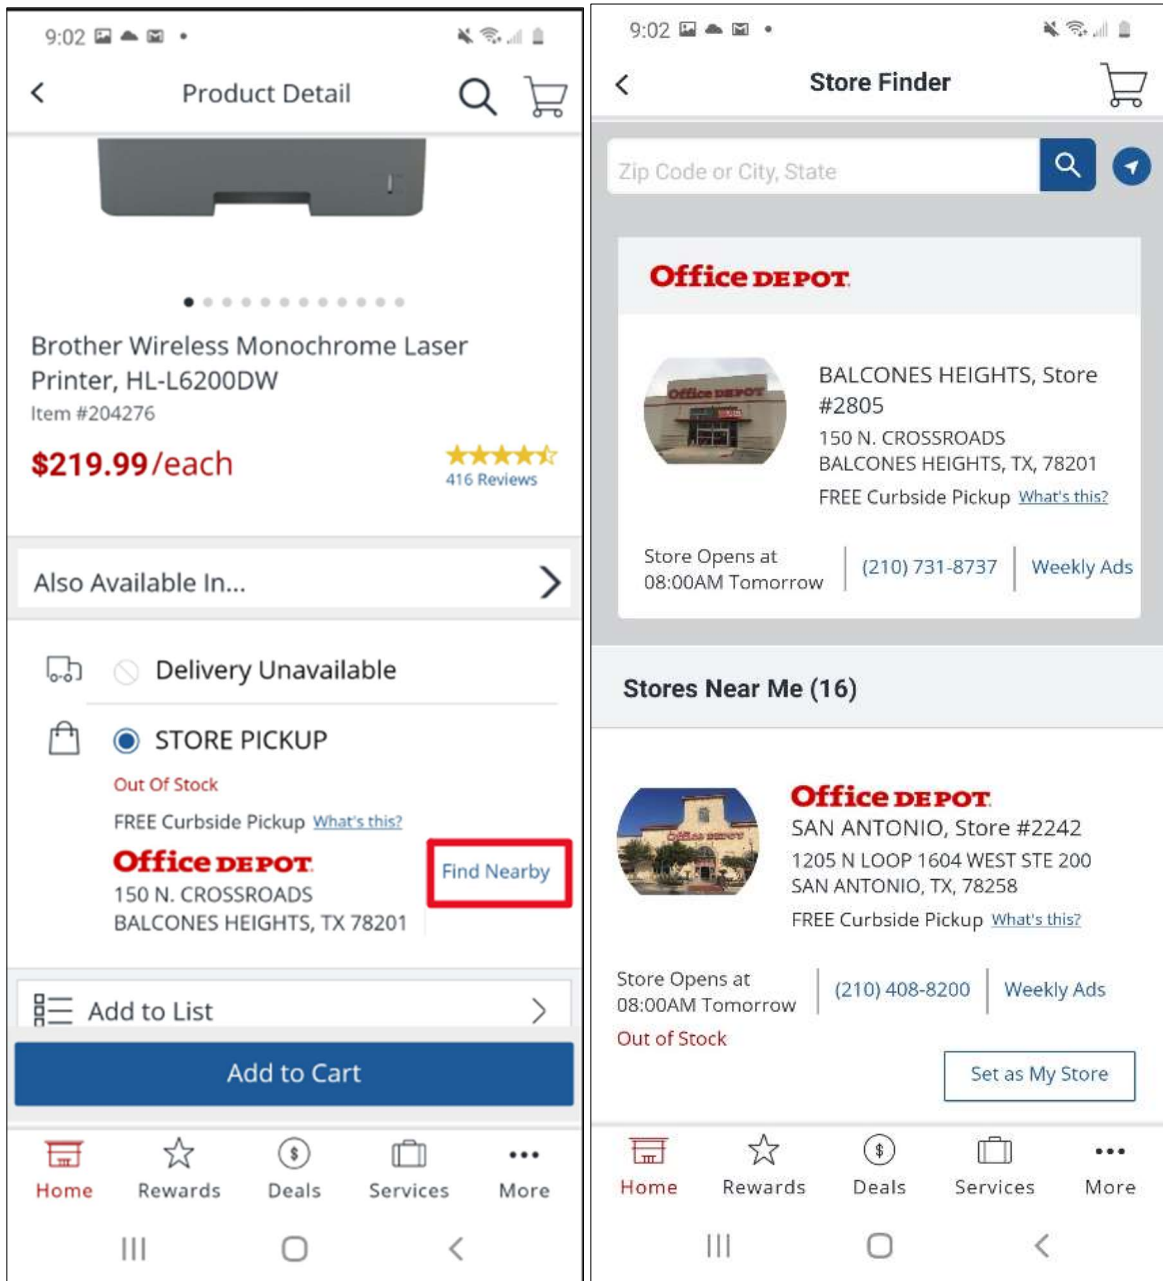 9:02
Product Detail
Brother Wireless Monochrome Laser
Printer, HL-L6200DW
Item #204276
$219.99/each
416 Reviews
Also Available In...
Delivery Unavailable
STORE PICKUP
Out Of Stock
FREE Curbside Pickup What's this?
Office DEPOT.
150 N. CROSSROADS
BALCONES HEIGHTS, TX 78201
Find Nearby
Add to List
Add to Cart
Home Rewards Deals Services More
9:02
Store Finder
Zip Code or City, State
Office DEPOT.
Office DEPOT
BALCONES HEIGHTS, Store
#2805
150 N. CROSSROADS
BALCONES HEIGHTS, TX, 78201
FREE Curbside Pickup What's this?
Store Opens at
08:00AM Tomorrow
(210) 731-8737
Weekly Ads
Stores Near Me (16)
Office DEPOT
Office DEPOT.
SAN ANTONIO, Store #2242
1205 N LOOP 1604 WEST STE 200
SAN ANTONIO, TX, 78258
FREE Curbside Pickup What's this?
Store Opens at
08:00AM Tomorrow
(210) 408-8200
Weekly Ads
Out of Stock
Set as My Store
Home Rewards Deals Services More